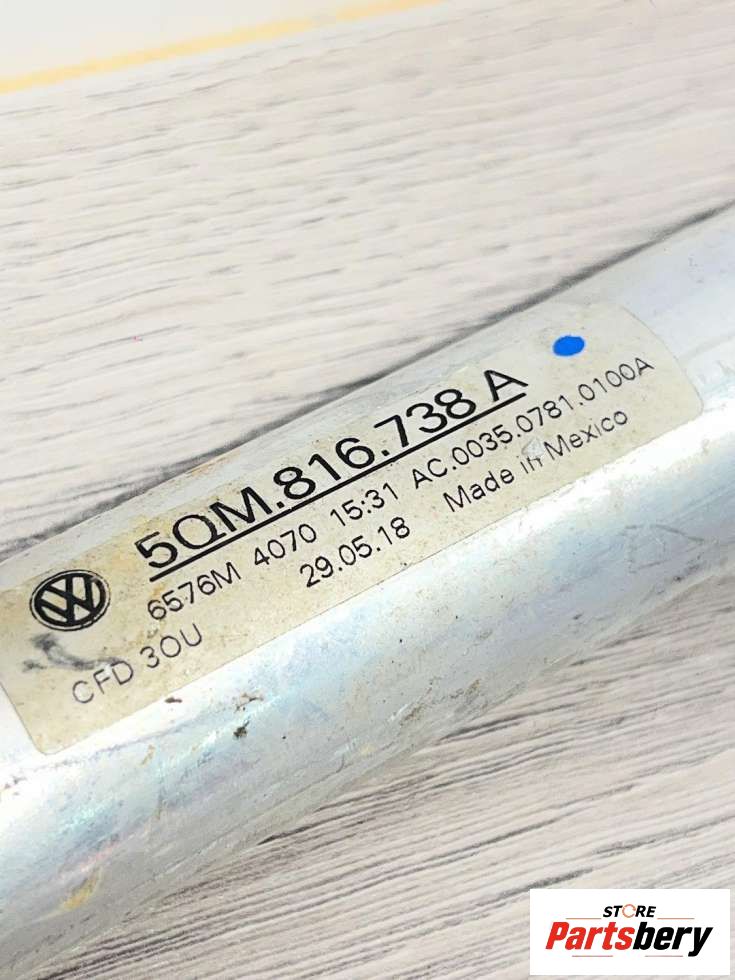 5QM.816.738 A
6576M 4070 15:31 AC.0035.0781.0100A
29.05.18 Made in Mexico
CFD 3OU
VW
STORE
Partsbery